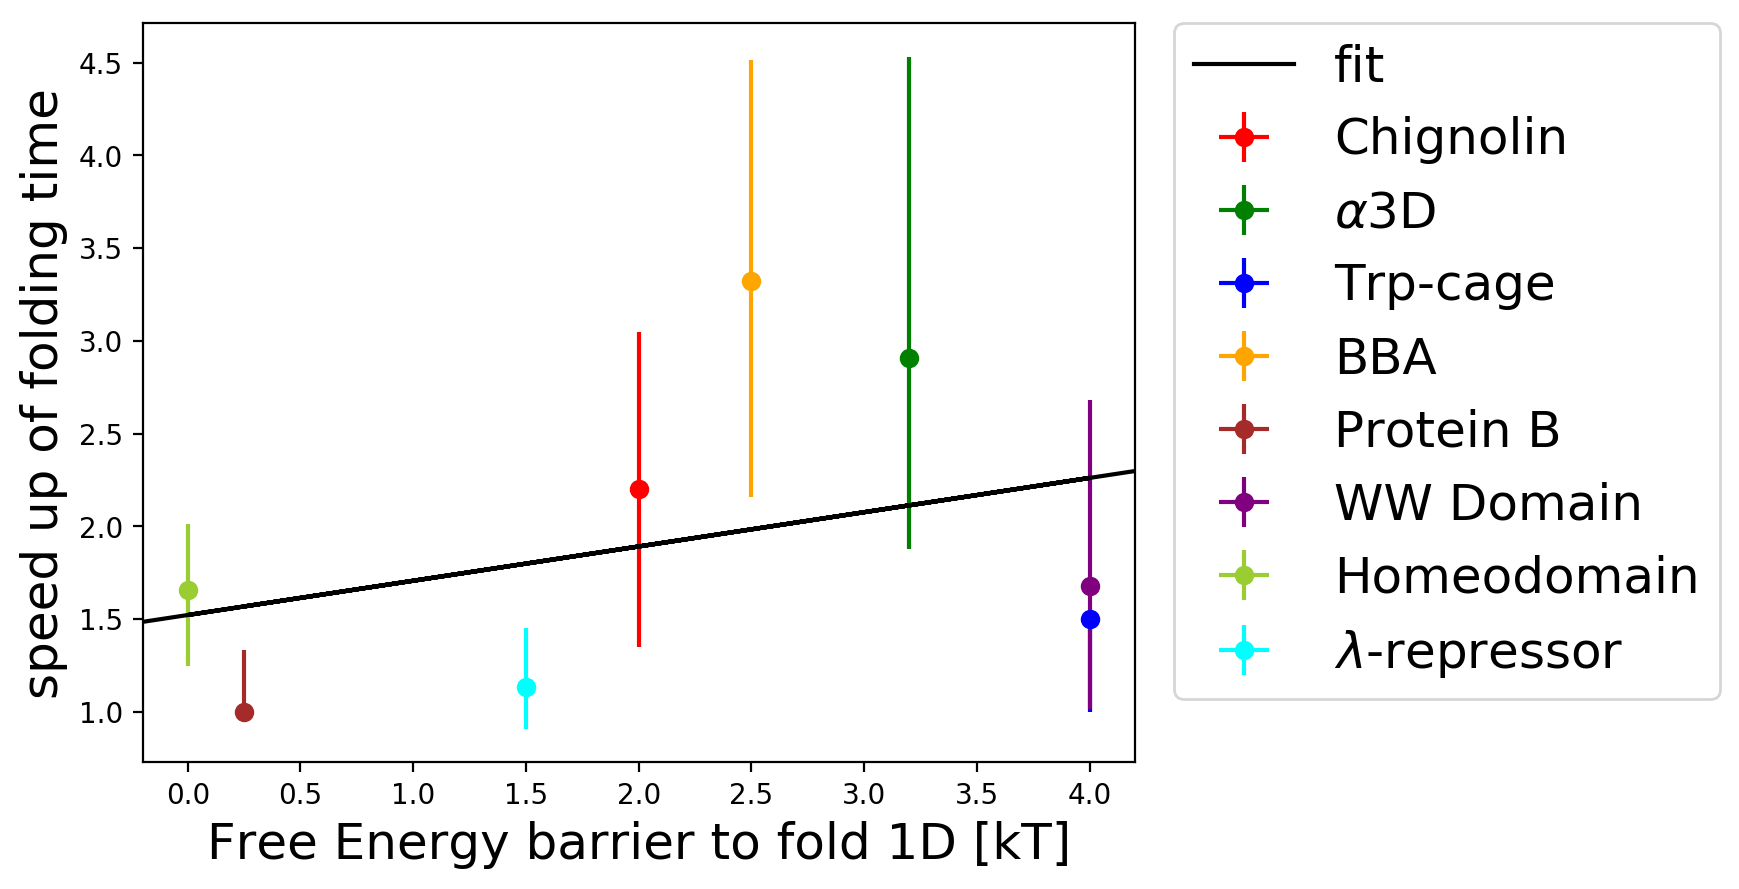 speed up of folding time
4.5
4.0
3.5
3.0
2.5
2.0
1.5
1.0
0.0 0.5 1.0 1.5 2.0 2.5 3.0 3.5 4.0
Free Energy barrier to fold 1D [kT]
fit
Chignolin
α3D
Trp-cage
BBA
Protein B
WW Domain
Homeodomain
λ-repressor